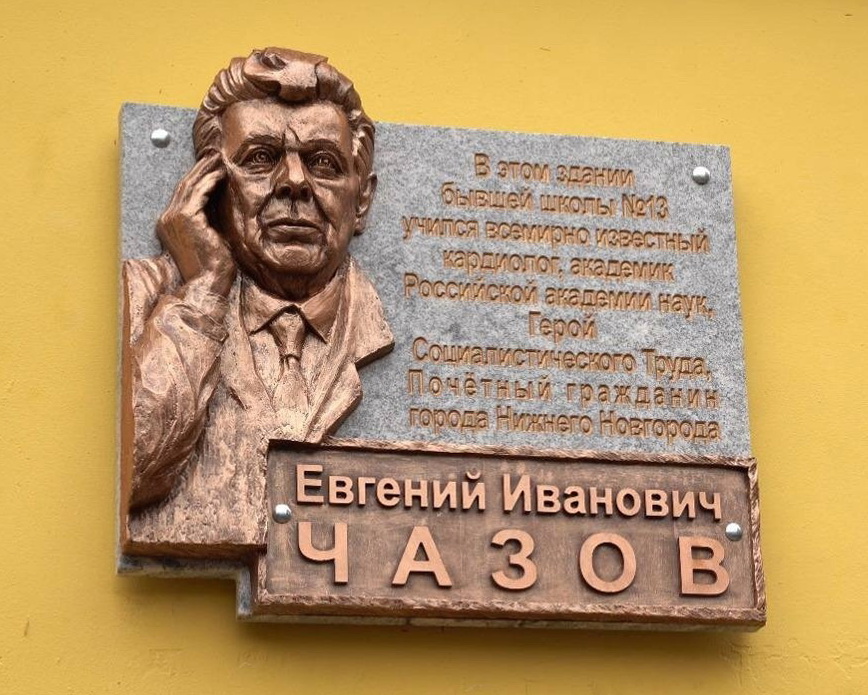 В этом здании
бывшей школы №13
учился всемирно известный
кардиолог, академик
Российской академии наук,
Герой
Социалистического Труда,
Почётный гражданин
города Нижнего Новгорода
Евгений Иванович
ЧАЗОВ